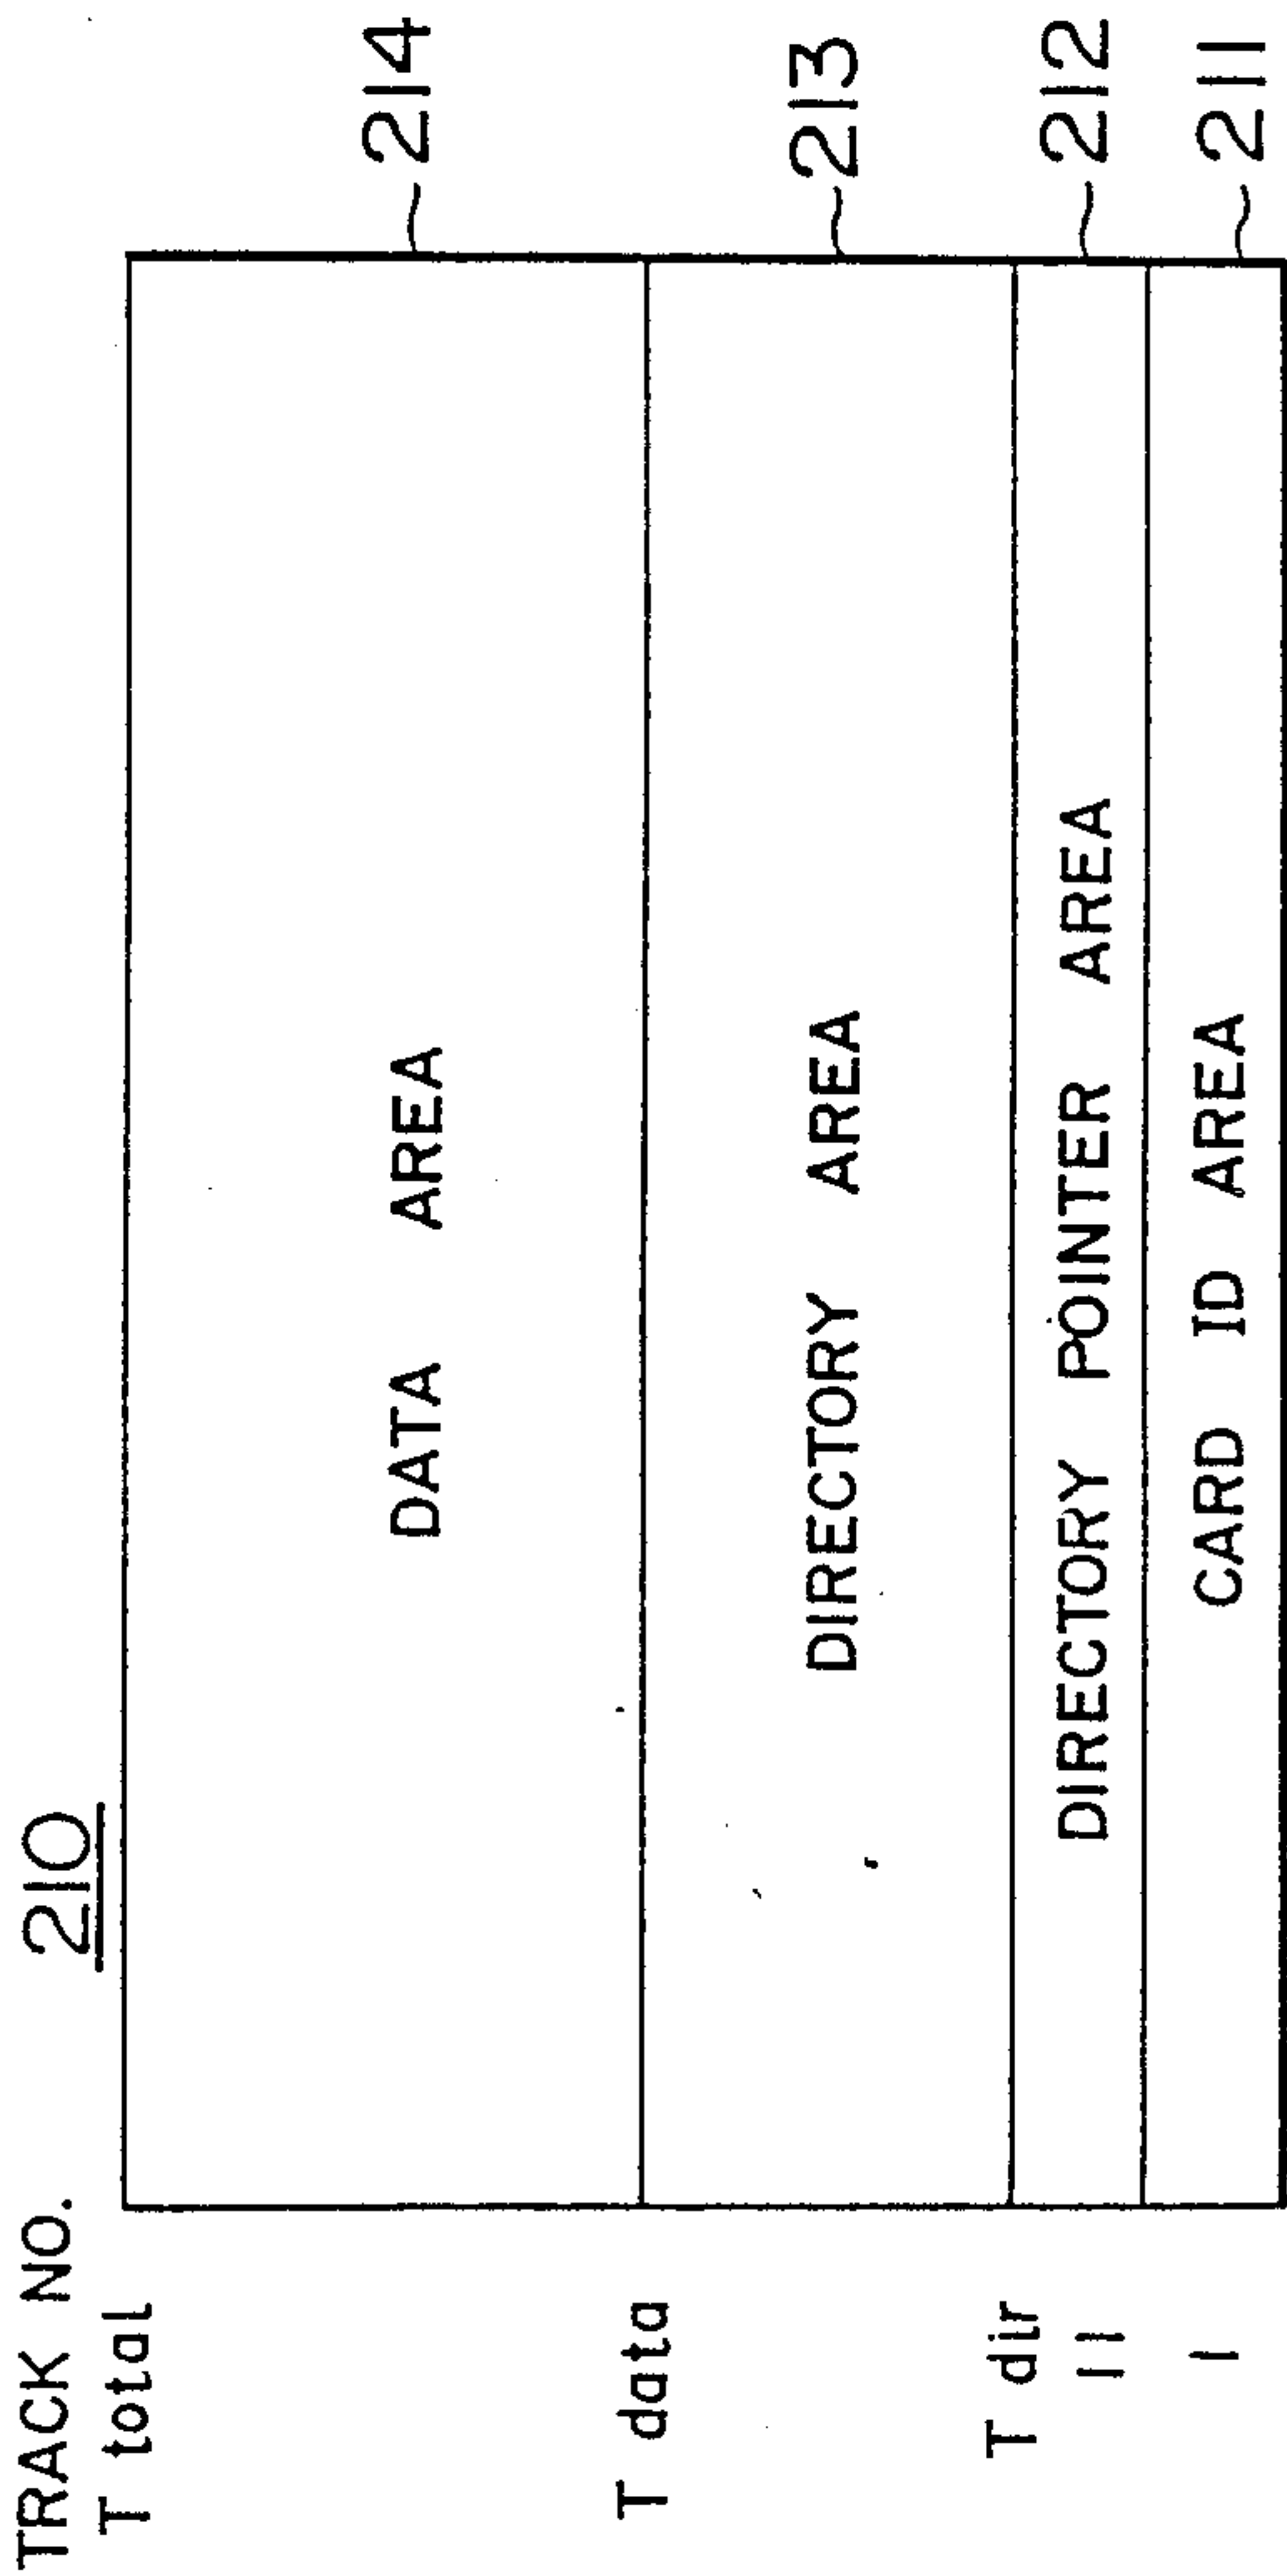 TRACK NO. 210
T total
DATA AREA 214
T data
DIRECTORY AREA 213
T dir
11 DIRECTORY POINTER AREA 212
1 CARD ID AREA 211